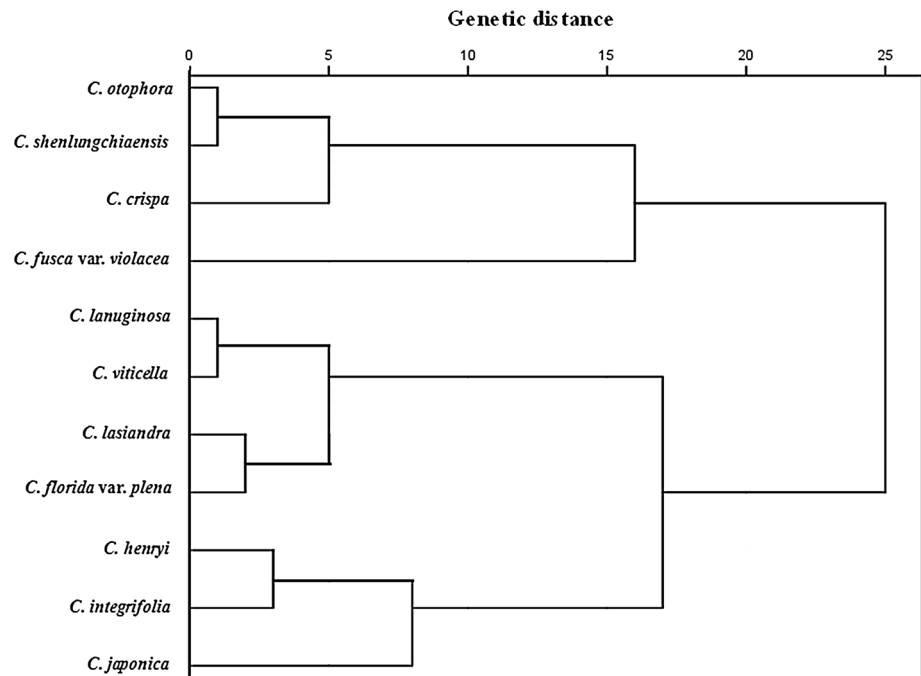 Genetic distance
0 5 10 15 20 25
C. otophora
C. shenlungchiaensis
C. crispa
C. fusca var. violacea
C. lanuginosa
C. viticella
C. lasiandra
C. florida var. plena
C. henryi
C. integrifolia
C. japonica